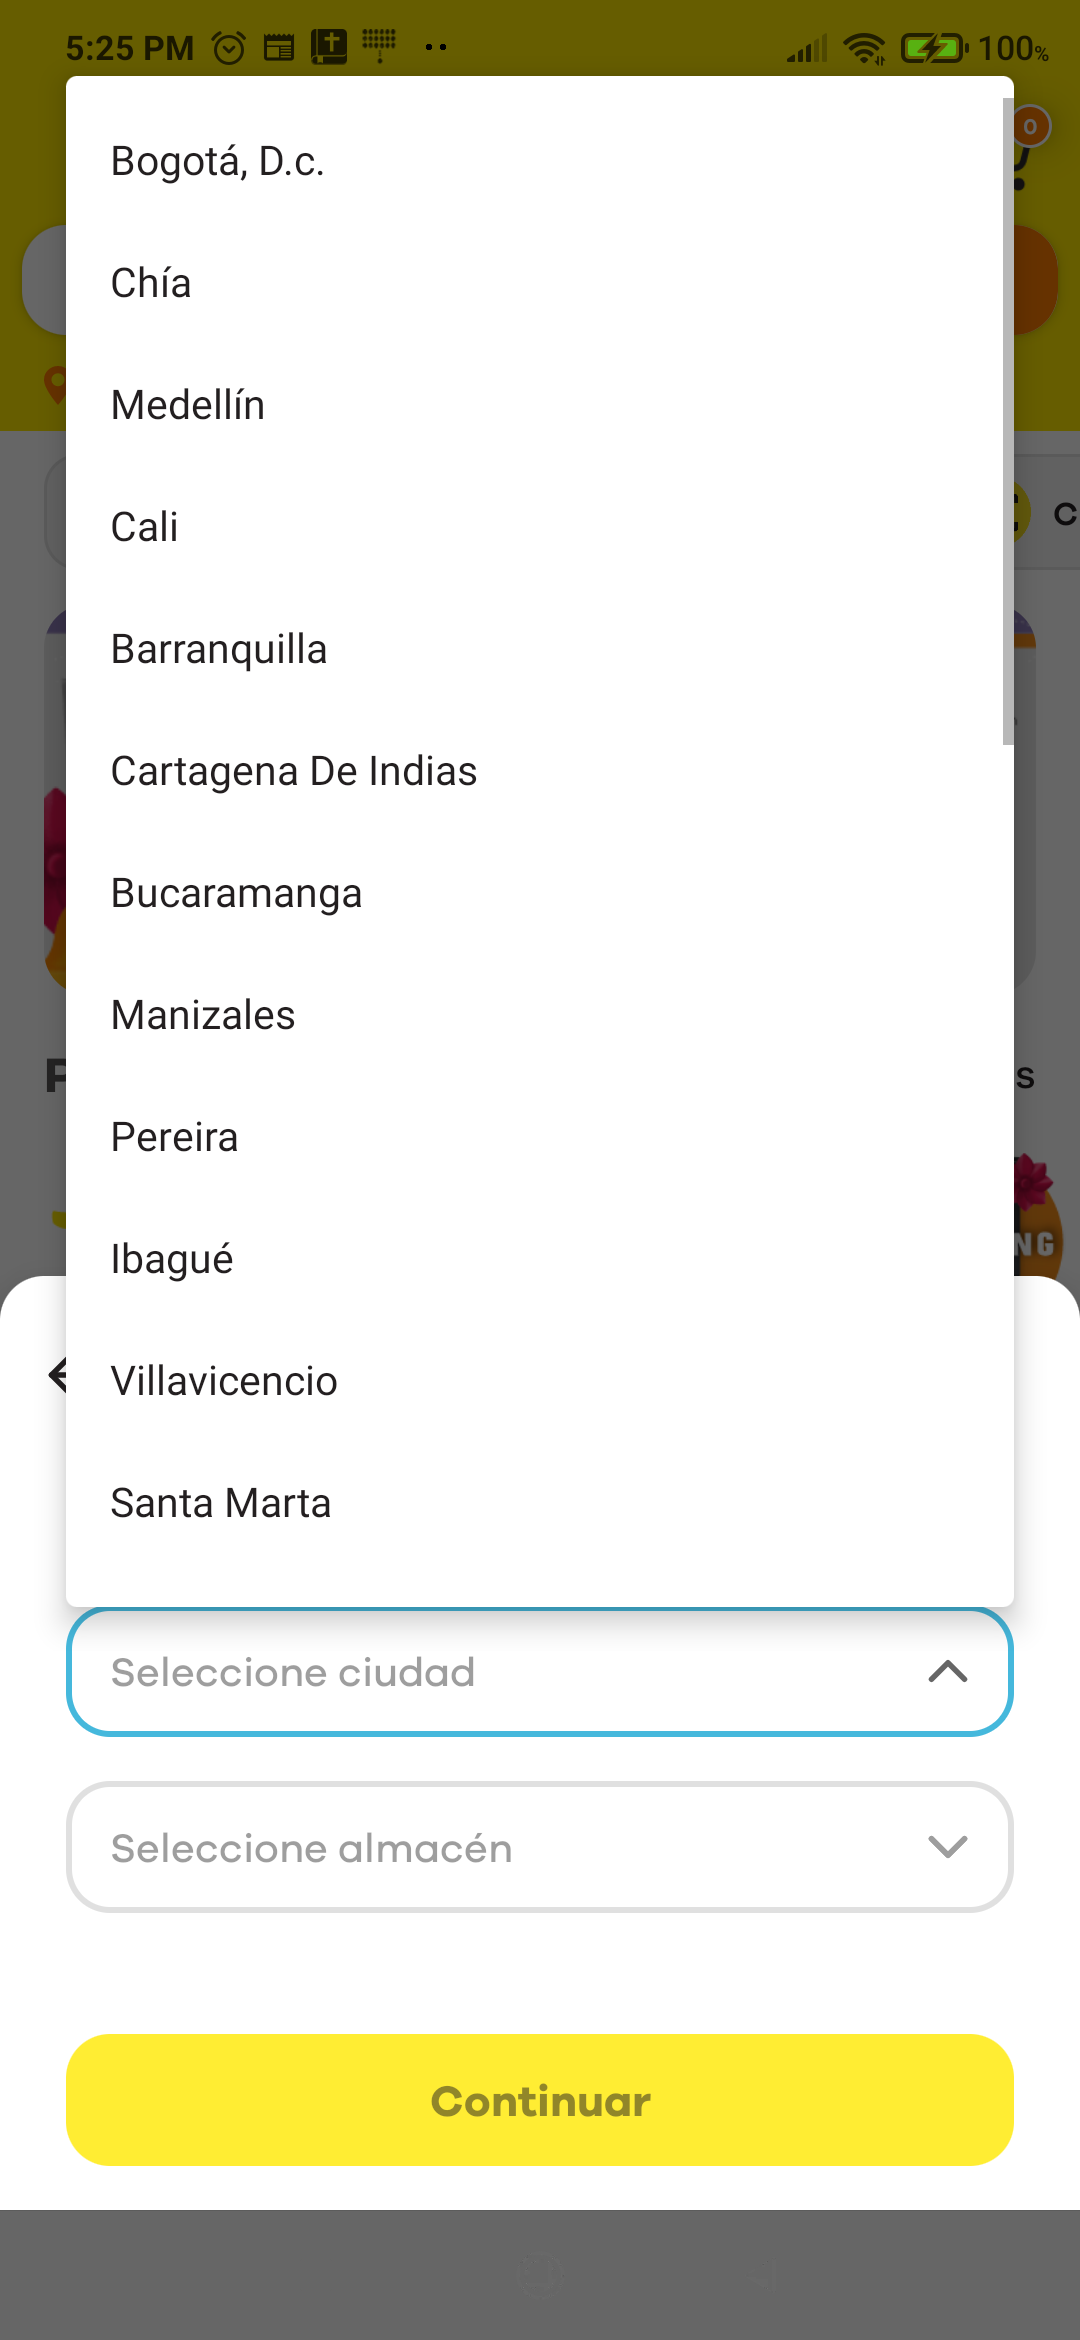 5:25 PM
100%
0
Bogotá, D.c.
Chía
Medellín
Cali
Barranquilla
Cartagena De Indias
Bucaramanga
Manizales
Pereira
Ibagué
Villavicencio
Santa Marta
Seleccione ciudad
Seleccione almacén
Continuar